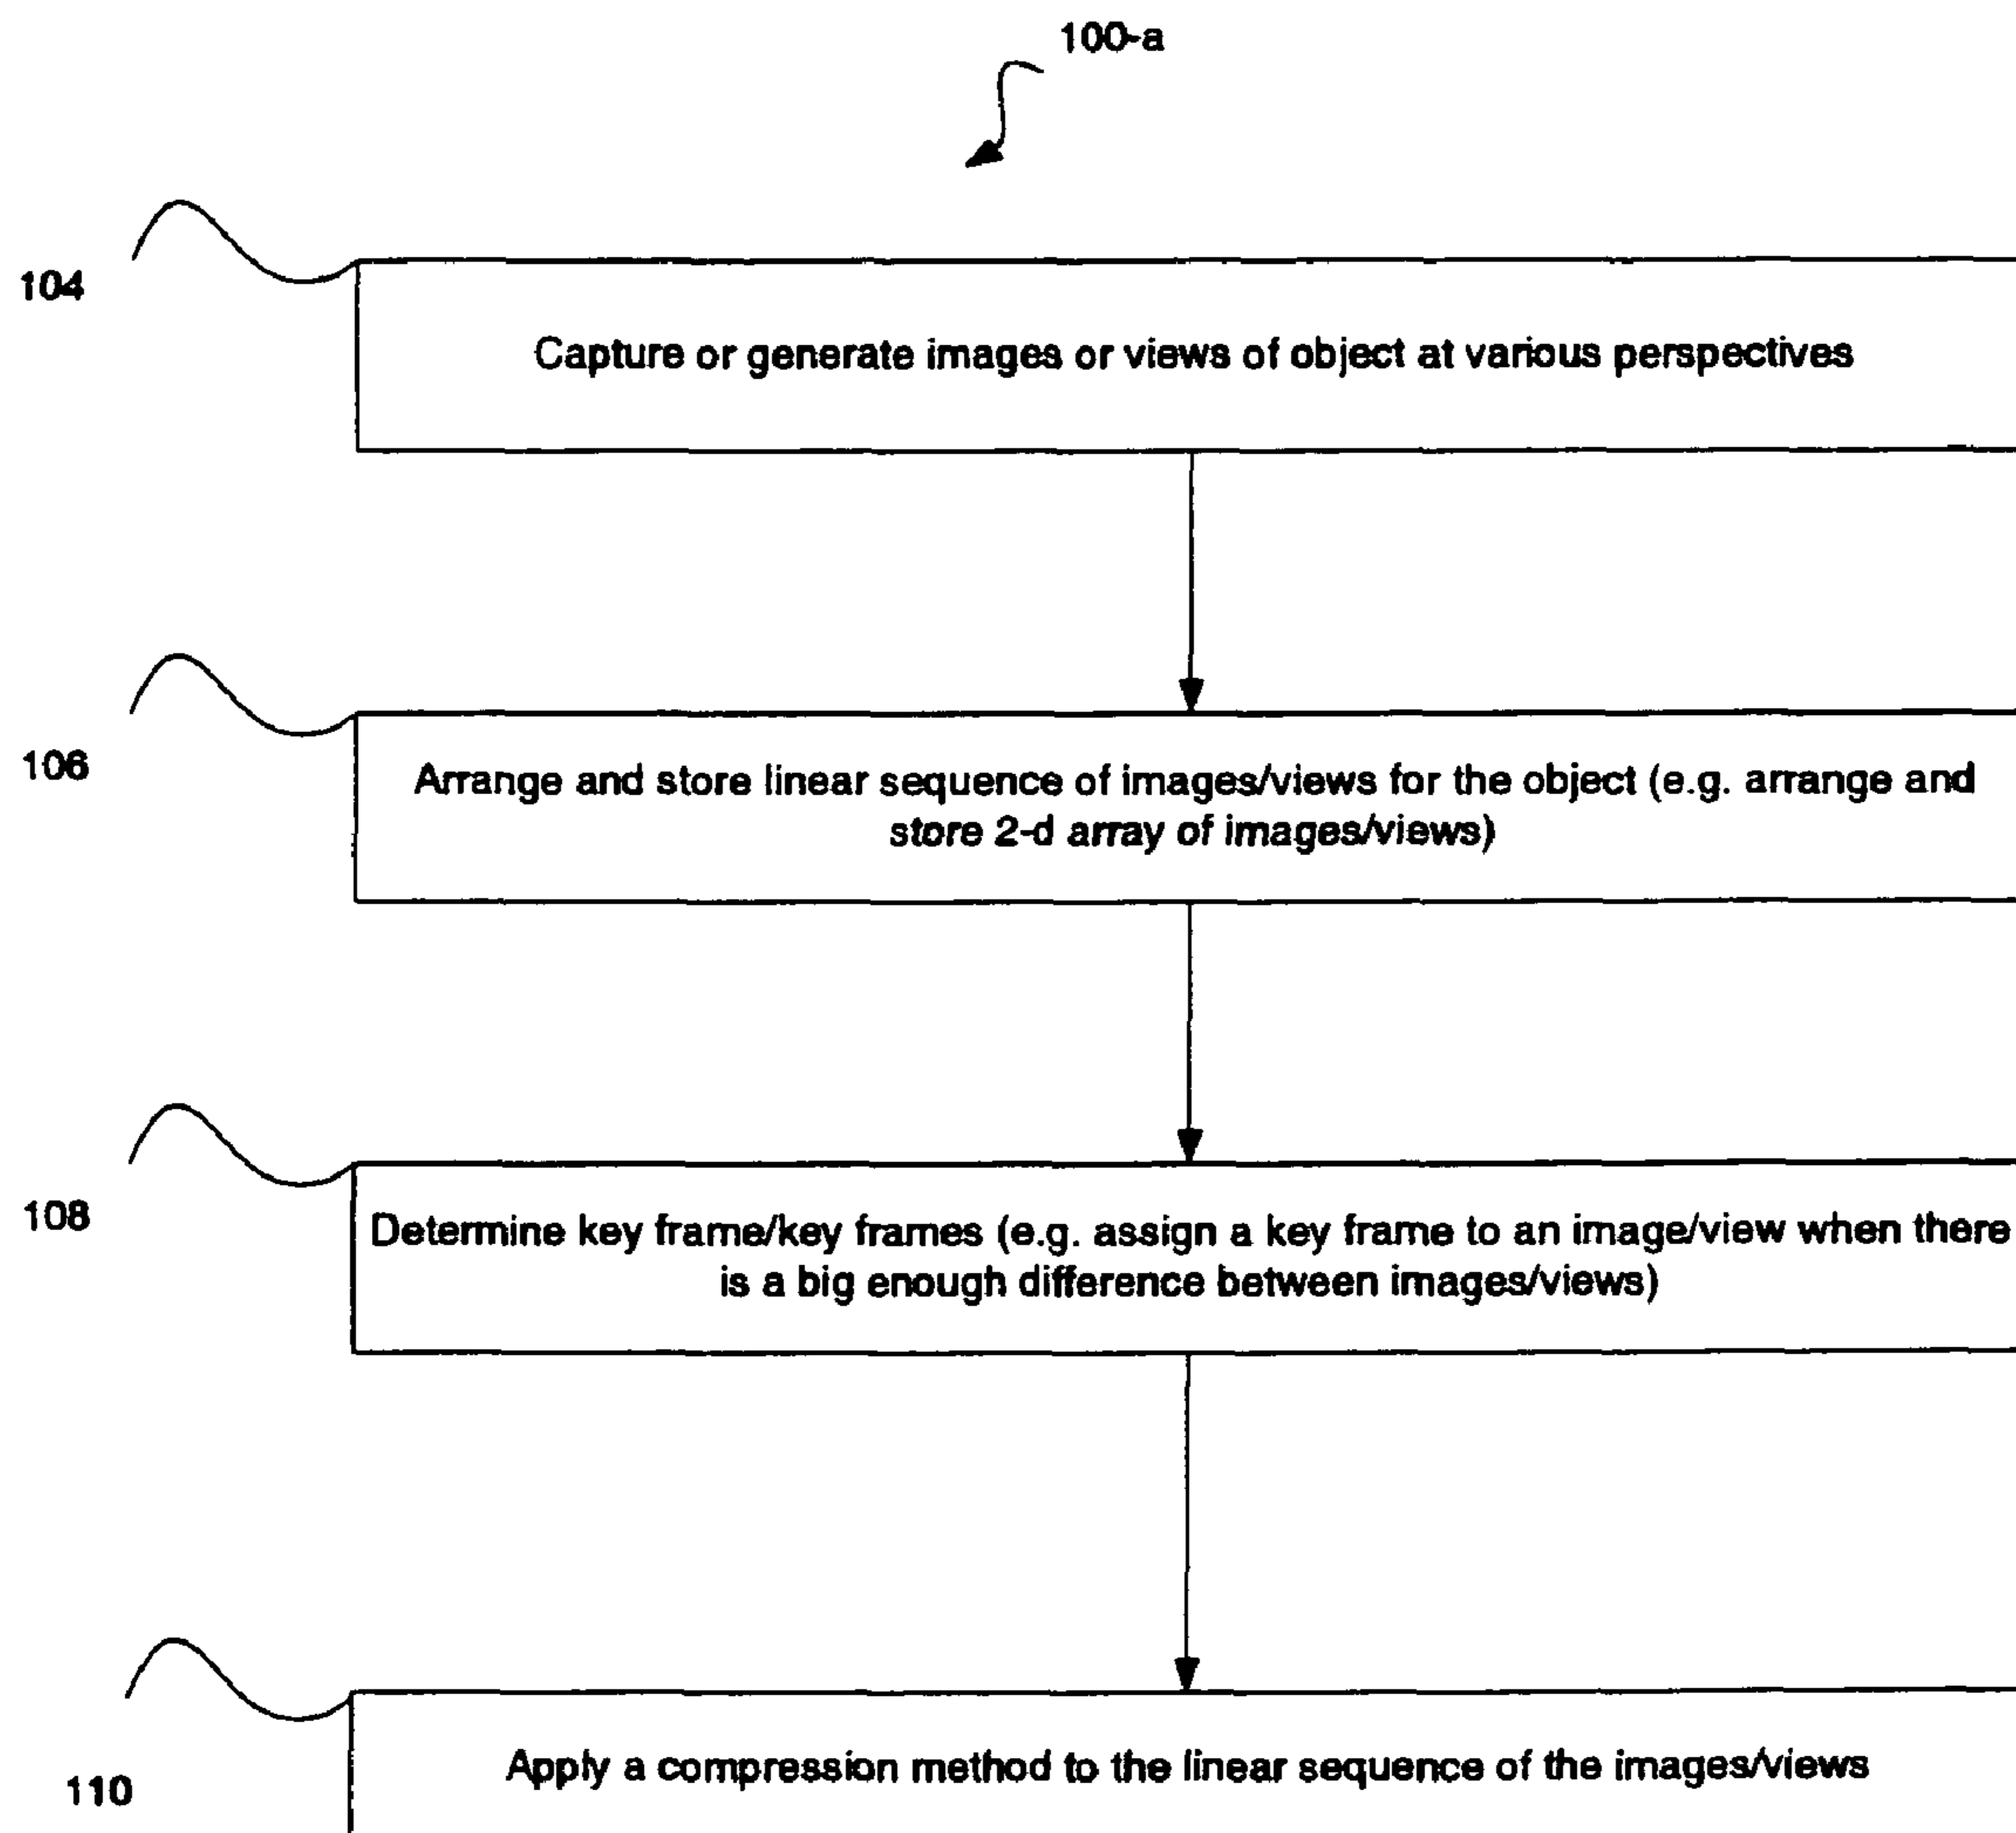 100-a
104
Capture or generate images or views of object at various perspectives
106
Arrange and store linear sequence of images/views for the object (e.g. arrange and
store 2-d array of images/views)
108
Determine key frame/key frames (e.g. assign a key frame to an image/view when there
is a big enough difference between images/views)
110
Apply a compression method to the linear sequence of the images/views